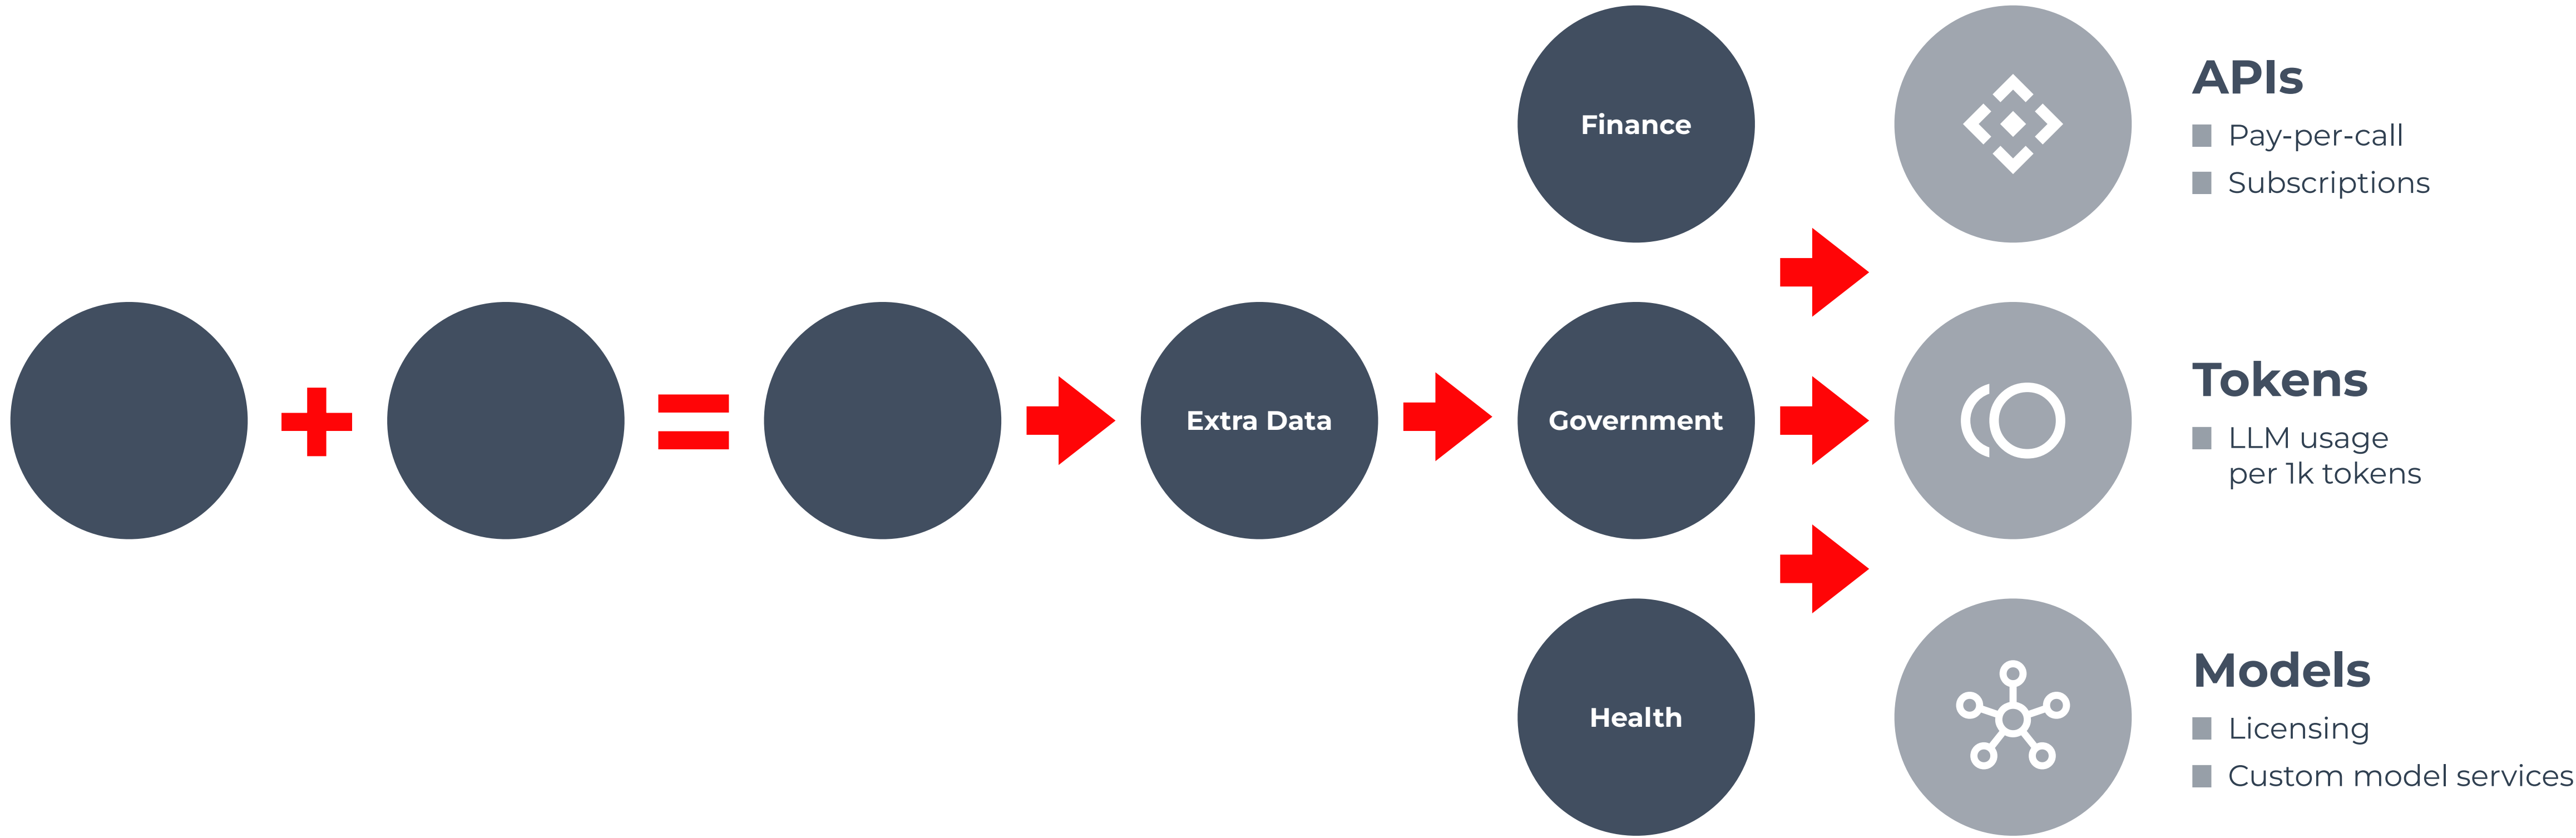 Finance
APIs
Pay-per-call
Subscriptions
Extra Data
Government
Tokens
LLM usage
per 1k tokens
Health
Models
Licensing
Custom model services